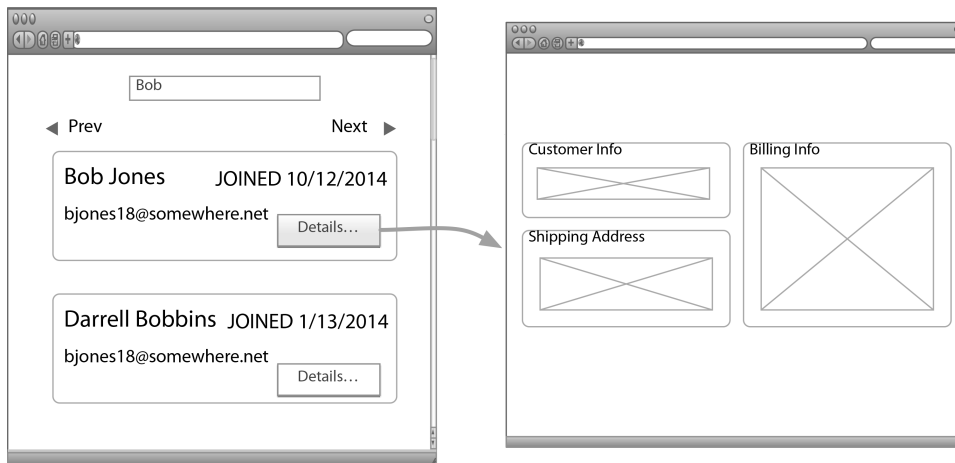 Bob
Prev
Next
Bob Jones
JOINED 10/12/2014
bjones18@somewhere.net
Details…
Darrell Bobbins
JOINED 1/13/2014
bjones18@somewhere.net
Details…
Customer Info
Billing Info
Shipping Address